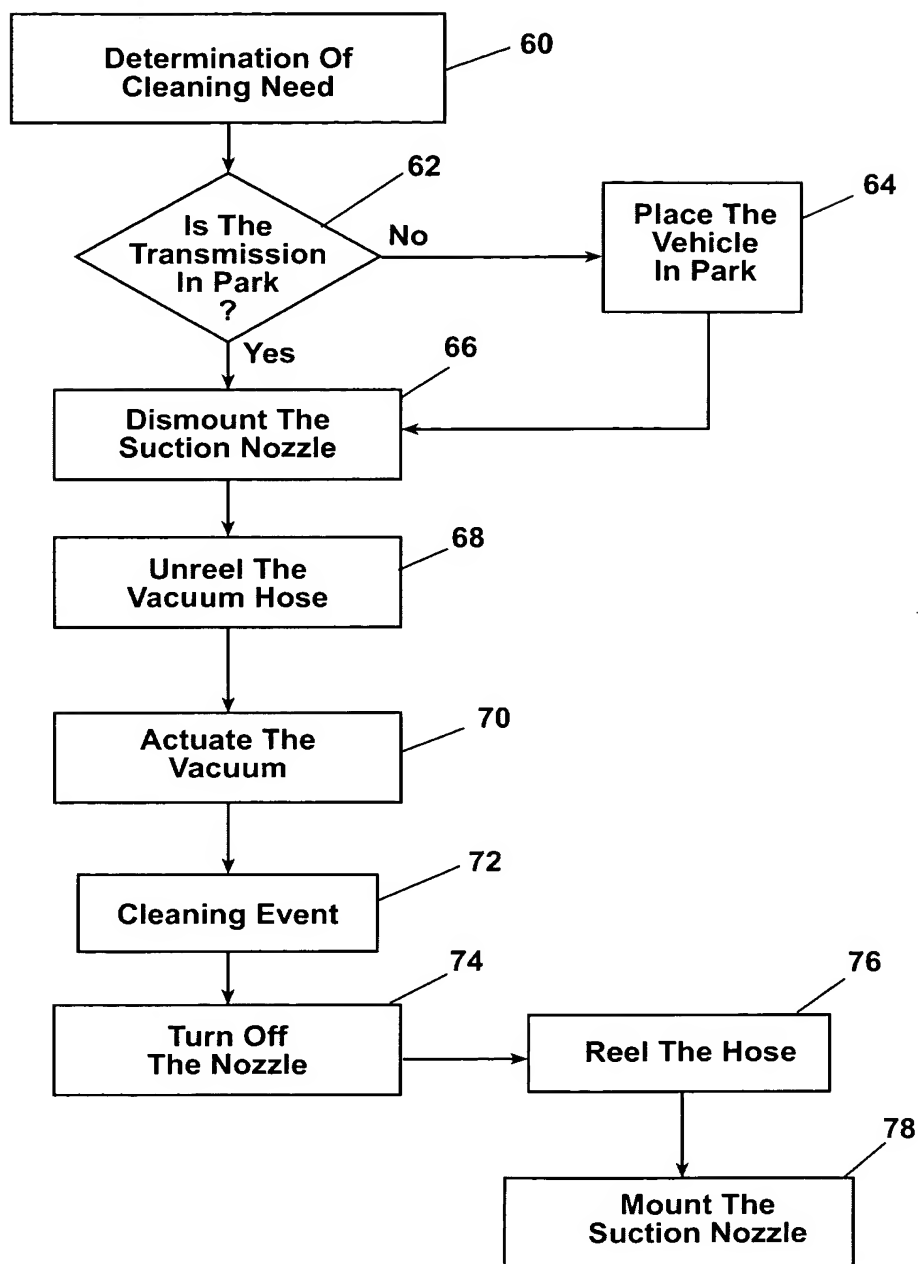 Determination Of
Cleaning Need
60
62
Is The
Transmission
In Park
?
No
Place The
Vehicle
In Park
64
Yes
66
Dismount The
Suction Nozzle
68
Unreel The
Vacuum Hose
70
Actuate The
Vacuum
72
Cleaning Event
74
Turn Off
The Nozzle
76
Reel The Hose
78
Mount The
Suction Nozzle